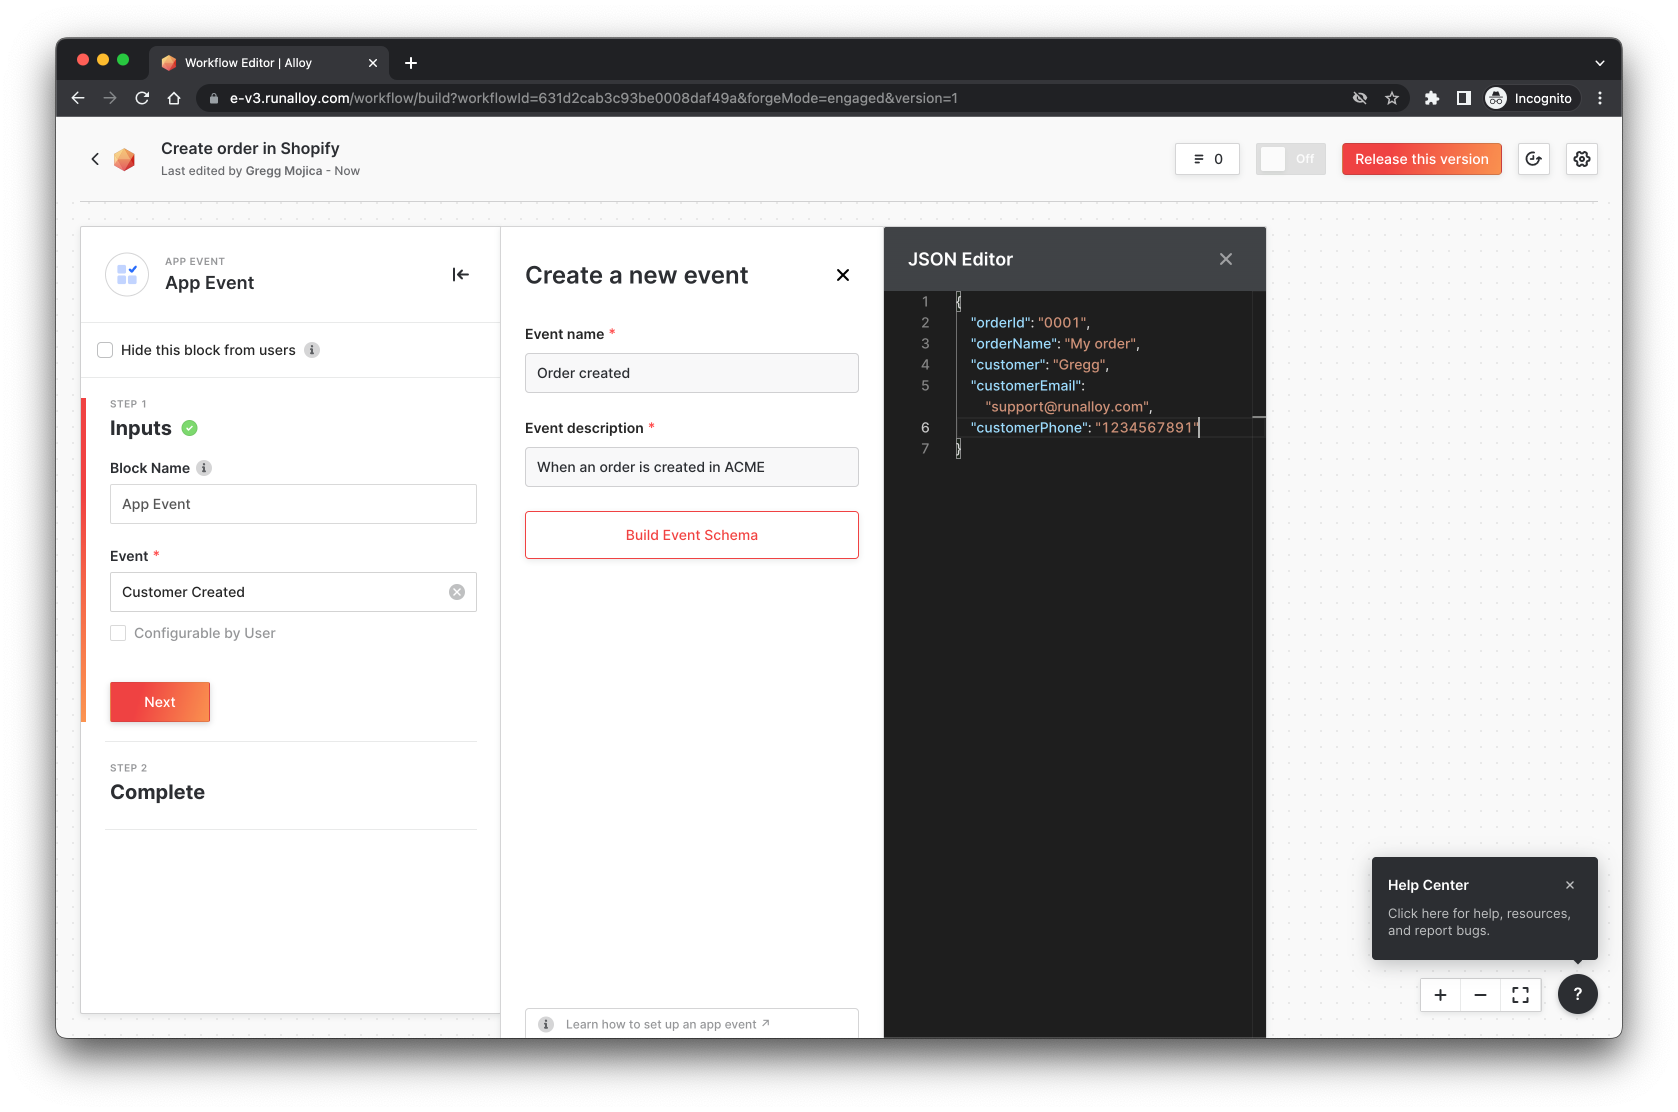 Workflow Editor | Alloy
e-v3.runalloy.com/workflow/build?workflowId=631d2cab3c93be0008daf49a&forgeMode=engaged&version=1
Incognito
Create order in Shopify
Last edited by Gregg Mojica - Now
0
Off
Release this version
APP EVENT
App Event
Hide this block from users
STEP 1
Inputs
Block Name
App Event
Event *
Customer Created
Configurable by User
Next
STEP 2
Complete
Create a new event
Event name *
Order created
Event description *
When an order is created in ACME
Build Event Schema
Learn how to set up an app event ↗
JSON Editor
1 {
2 "orderId": "0001",
3 "orderName": "My order",
4 "customer": "Gregg",
5 "customerEmail":
"support@runalloy.com",
6 "customerPhone": "1234567891"
7 }
Help Center
Click here for help, resources,
and report bugs.
?